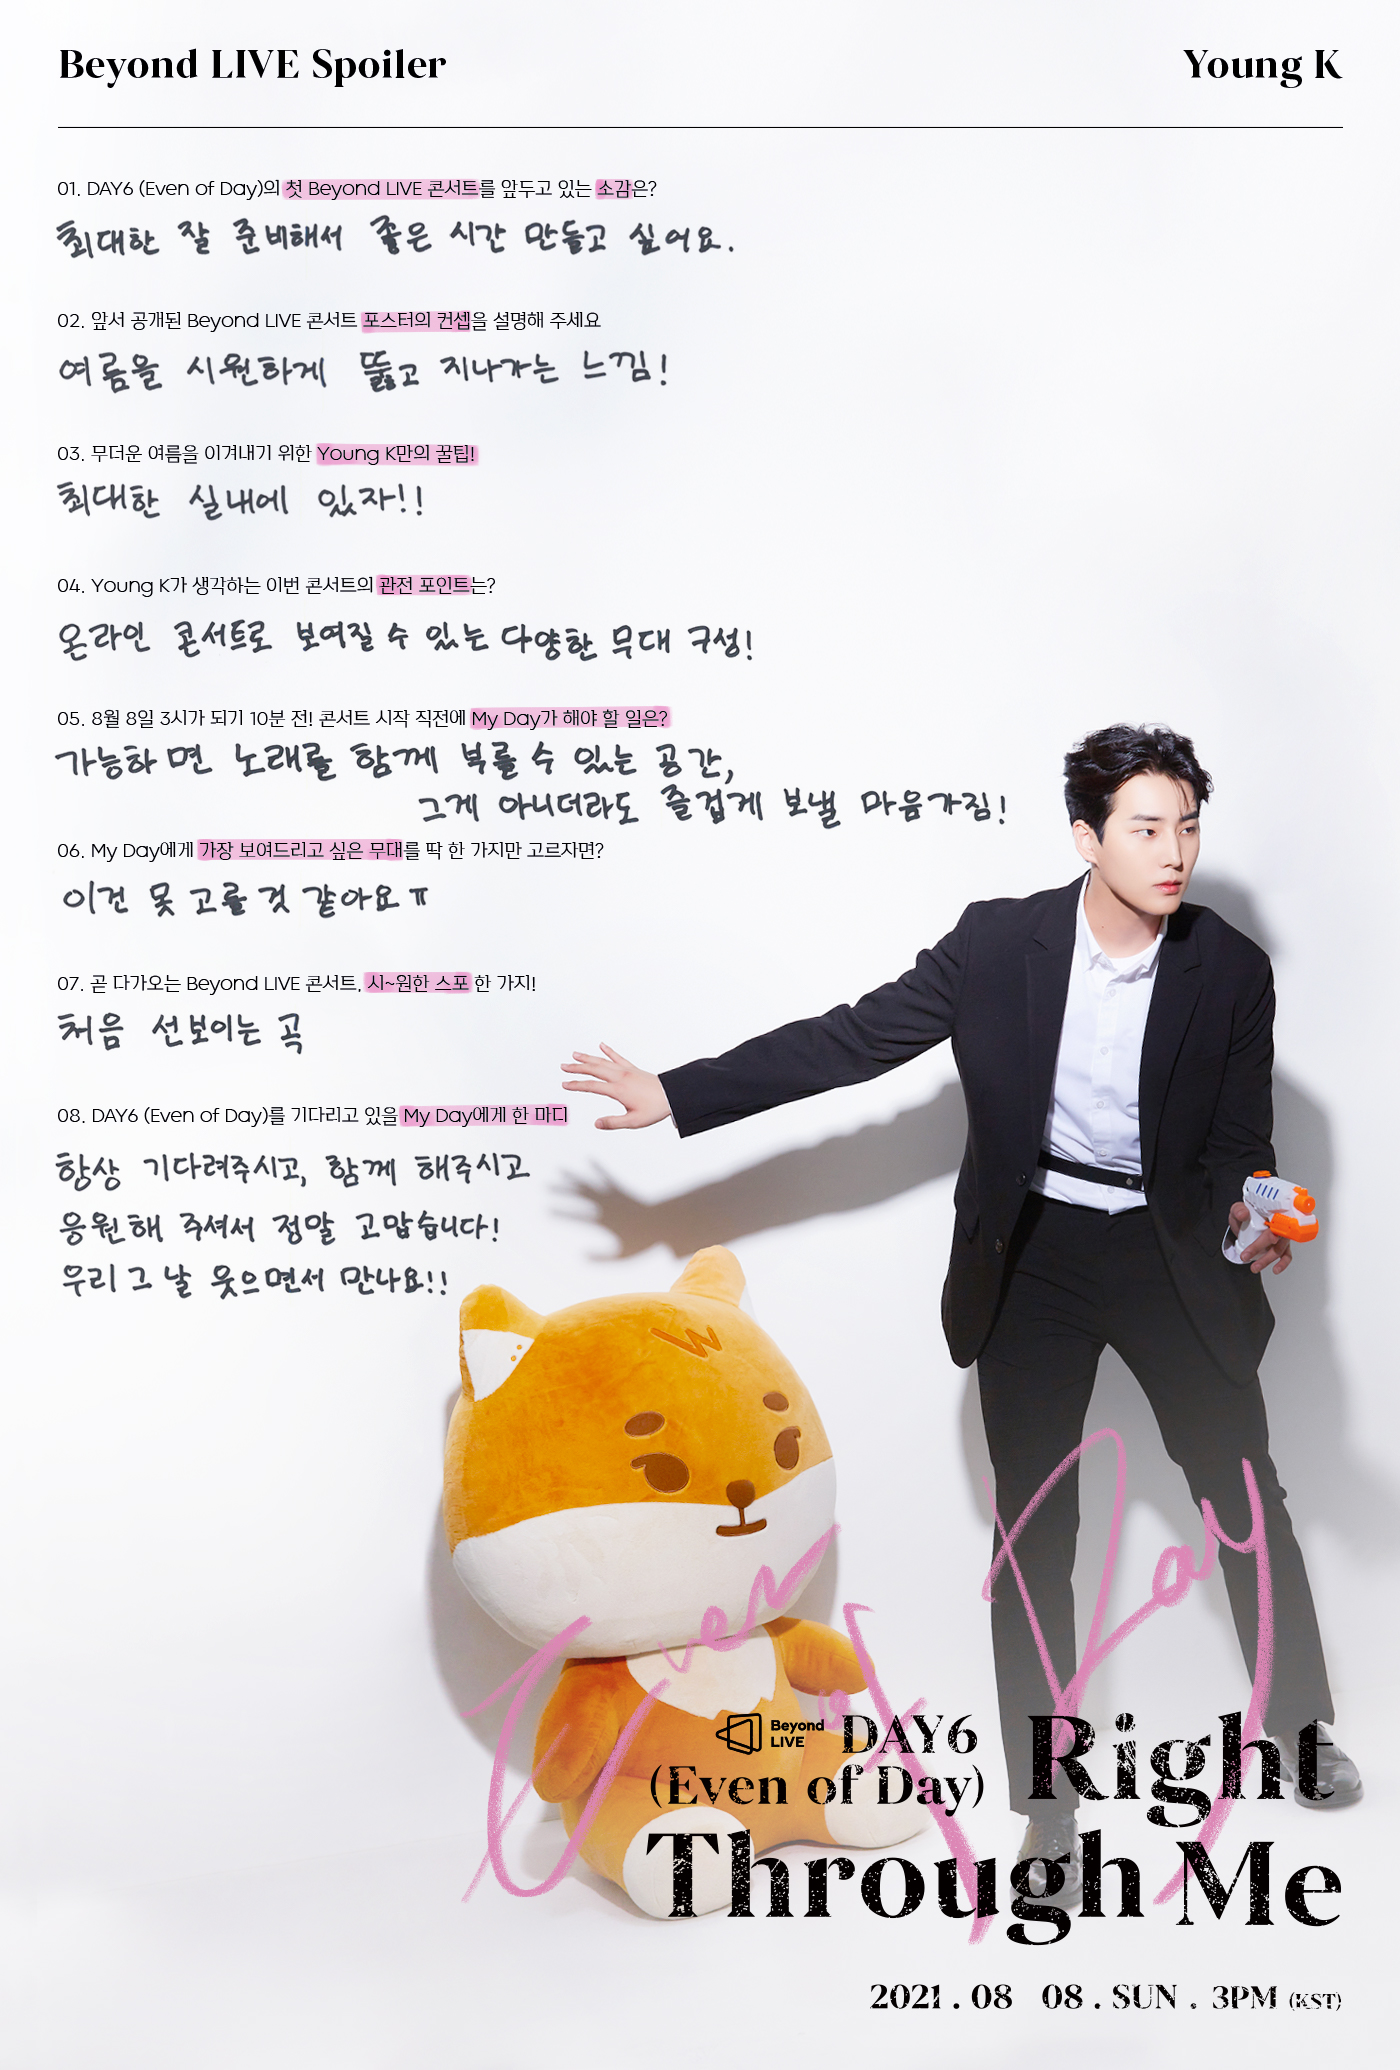 Beyond LIVE Spoiler
Young K
01. DAY6 (Even of Day)의 첫 Beyond LIVE 콘서트를 앞두고 있는 소감은?
최대한 잘 준비해서 좋은 시간 만들고 싶어요.
02. 앞서 공개된 Beyond LIVE 콘서트 포스터의 컨셉을 설명해 주세요
여름을 시원하게 뚫고 지나가는 느낌!
03. 무더운 여름을 이겨내기 위한 Young K만의 꿀팁!
최대한 실내에 있자!!
04. Young K가 생각하는 이번 콘서트의 관전 포인트는?
온라인 콘서트로 보여질 수 있는 다양한 무대 구성!
05. 8월 8일 3시가 되기 10분 전! 콘서트 시작 직전에 My Day가 해야 할 일은?
가능하면 노래를 함께 부를 수 있는 공간,
그게 아니더라도 즐겁게 보낼 마음가짐!
06. My Day에게 가장 보여드리고 싶은 무대를 딱 한 가지만 고르자면?
이건 못 고를 것 같아요 ㅠ
07. 곧 다가오는 Beyond LIVE 콘서트, 시~원한 스포 한 가지!
처음 선보이는 곡
08. DAY6 (Even of Day)를 기다리고 있을 My Day에게 한 마디
항상 기다려주시고, 함께 해주시고
응원해 주셔서 정말 고맙습니다!
우리 그 날 웃으면서 만나요!!
Even of Day
Beyond LIVE
DAY6
(Even of Day)
Right
Through Me
2021 . 08 08 . SUN . 3PM (KST)